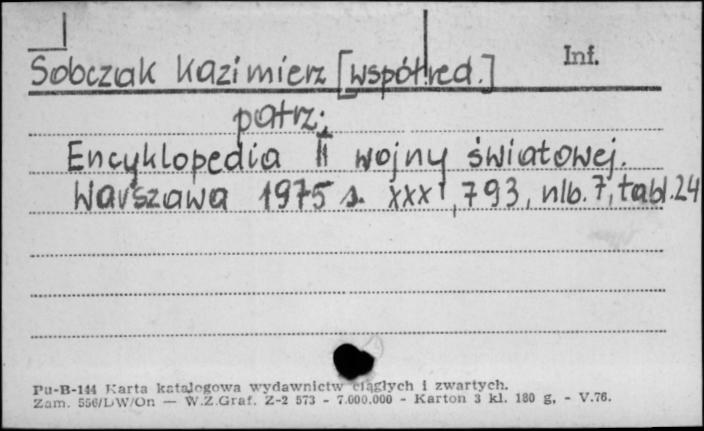 Inf.
Sobczak Kazimierz [współred.]
patrz:
Encyklopedia II wojny światowej.
Warszawa 1975 s. XXXI, 793, nlb. 7, tabl. 24
Pu-B-144 Karta katalogowa wydawnictw ciągłych i zwartych.
Zam. 556/DW/On — W.Z.Graf. Z-2 573 - 7.000.000 - Karton 3 kl. 180 g. - V.76.